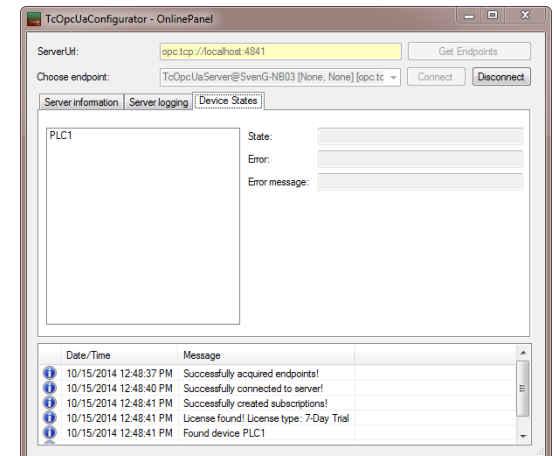 TcOpcUaConfigurator - OnlinePanel
ServerUrl: opc.tcp://localhost:4841 Get Endpoints
Choose endpoint: TcOpcUaServer@SvenG-NB03 [None, None] [opc.tc Connect Disconnect
Server information Server logging Device States
PLC1 State:
Error:
Error message:
Date/Time Message
10/15/2014 12:48:37 PM Successfully acquired endpoints!
10/15/2014 12:48:40 PM Successfully connected to server!
10/15/2014 12:48:41 PM Successfully created subscriptions!
10/15/2014 12:48:41 PM License found! License type: 7-Day Trial
10/15/2014 12:48:41 PM Found device PLC1